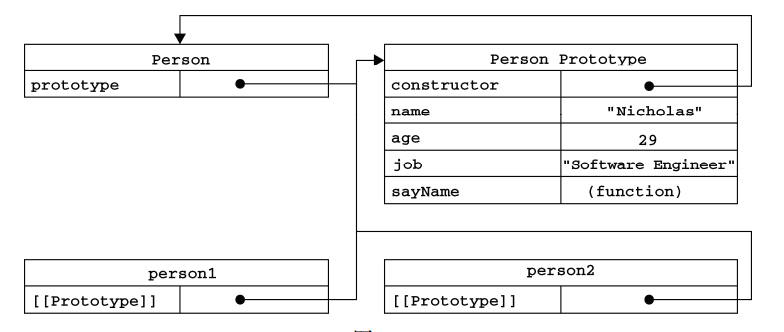 Person
prototype
Person Prototype
constructor
name "Nicholas"
age 29
job "Software Engineer"
sayName (function)
person1
[[Prototype]]
person2
[[Prototype]]